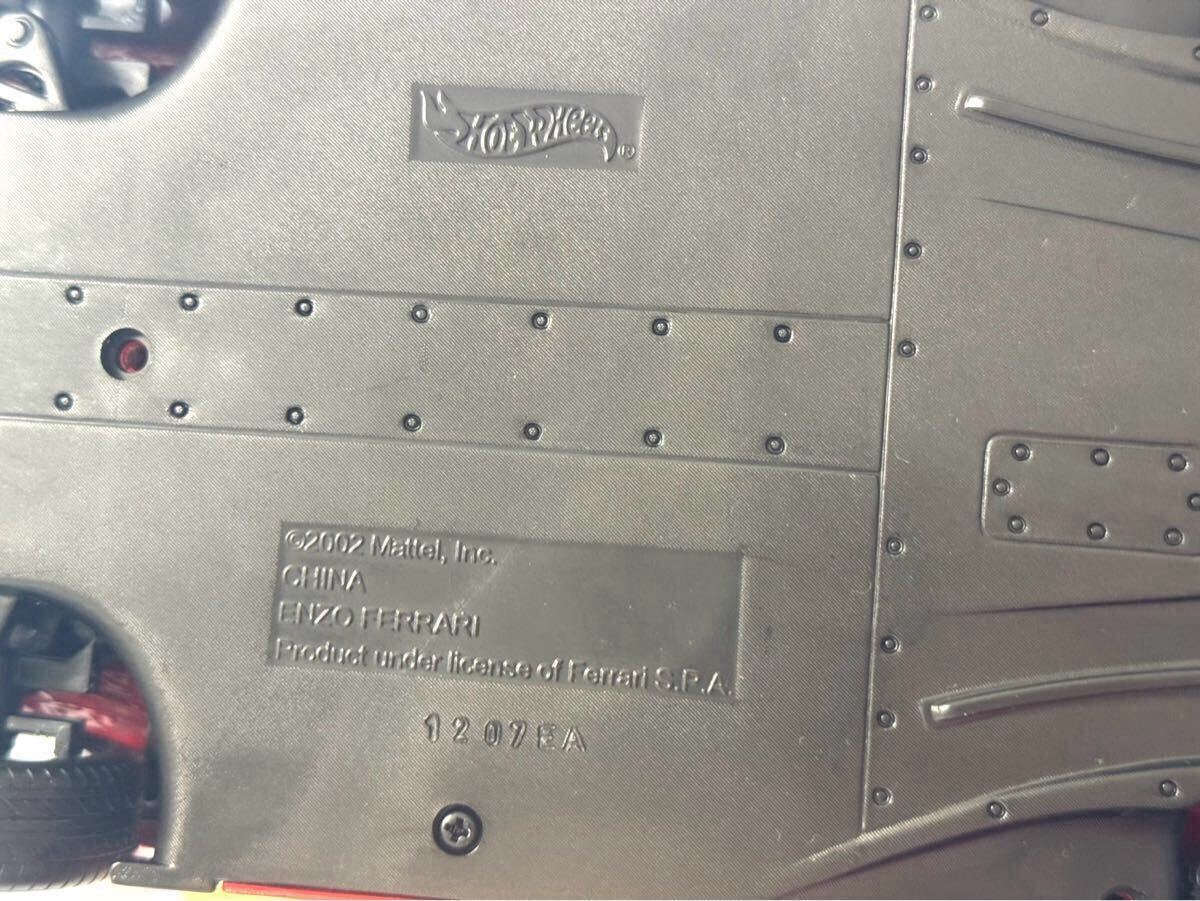 Hot Wheels®
©2002 Mattel, Inc.
CHINA
ENZO FERRARI
Product under license of Ferrari S.P.A.
1207EA